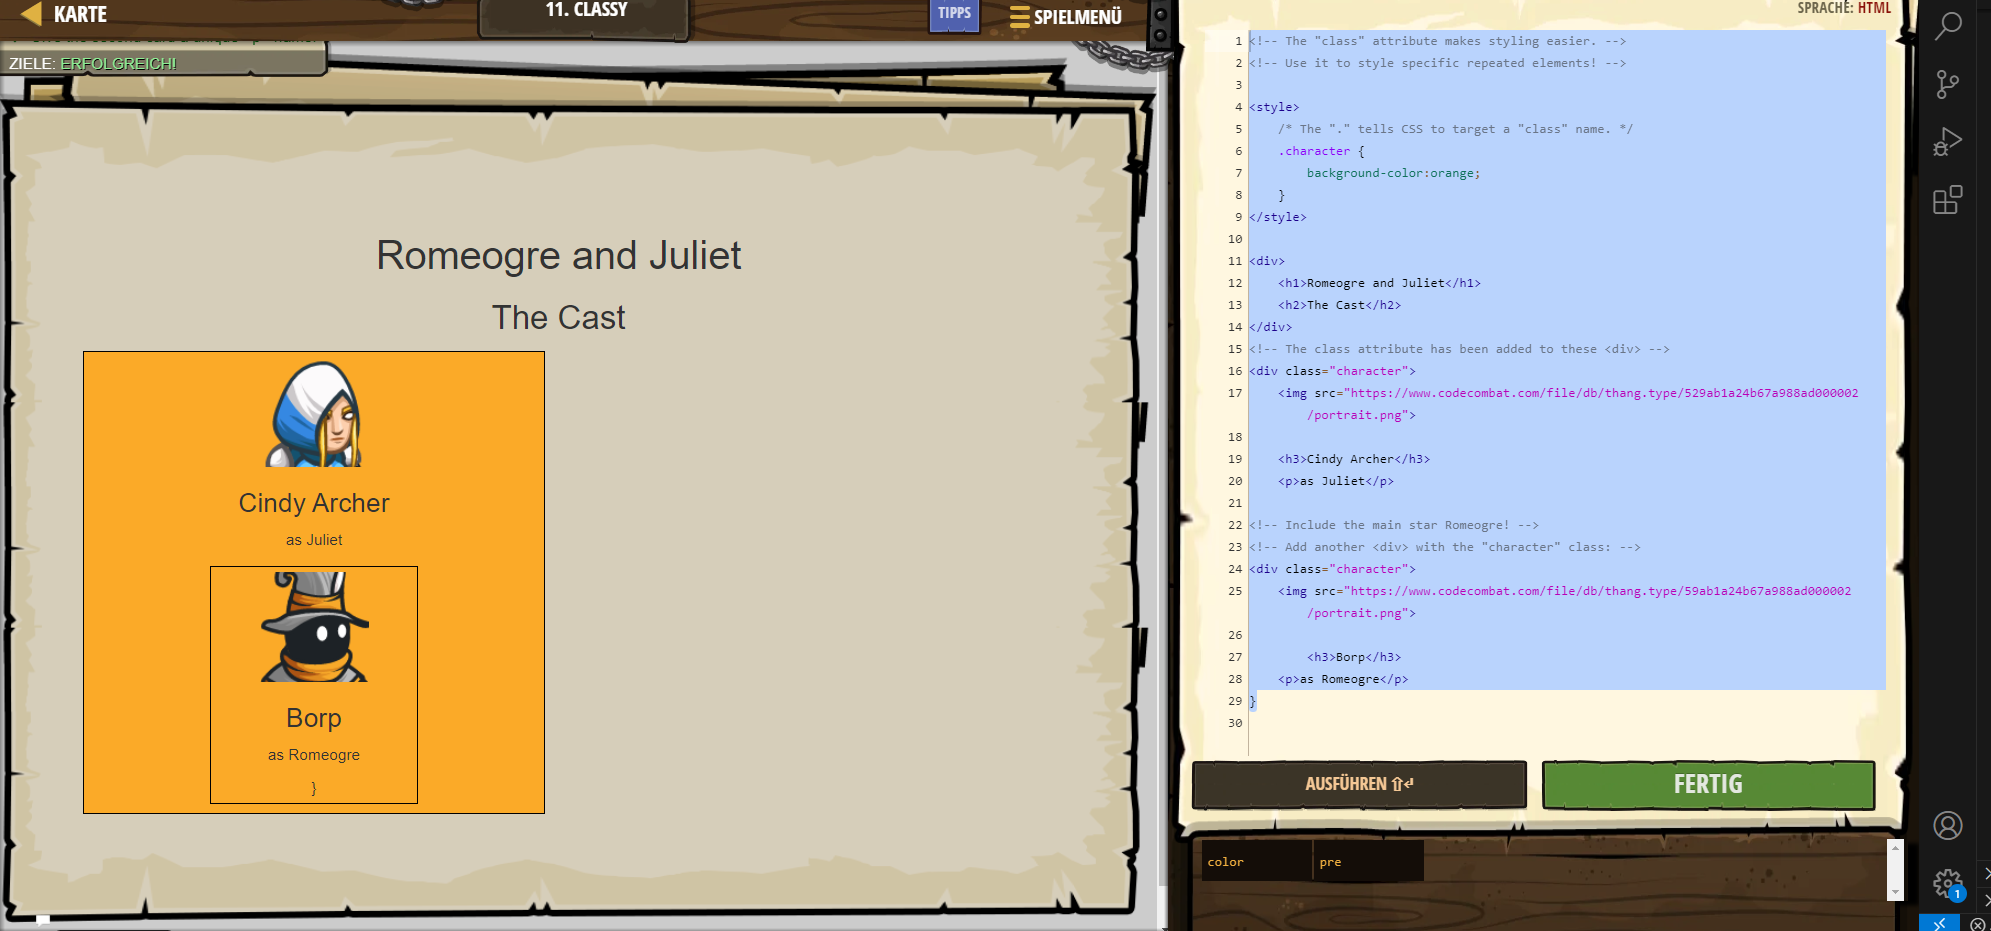 KARTE
11. CLASSY
TIPPS
SPIELMENÜ
ZIELE: ERFOLGREICH!
Romeogre and Juliet
The Cast
Cindy Archer
as Juliet
Borp
as Romeogre
}
SPRACHE: HTML
1 <!-- The "class" attribute makes styling easier. -->
2 <!-- Use it to style specific repeated elements! -->
3
4 <style>
5 /* The "." tells CSS to target a "class" name. */
6 .character {
7 background-color:orange;
8 }
9 </style>
10
11 <div>
12 <h1>Romeogre and Juliet</h1>
13 <h2>The Cast</h2>
14 </div>
15 <!-- The class attribute has been added to these <div> -->
16 <div class="character">
17 <img src="https://www.codecombat.com/file/db/thang.type/529ab1a24b67a988ad000002
/portrait.png">
18
19 <h3>Cindy Archer</h3>
20 <p>as Juliet</p>
21
22 <!-- Include the main star Romeogre! -->
23 <!-- Add another <div> with the "character" class: -->
24 <div class="character">
25 <img src="https://www.codecombat.com/file/db/thang.type/59ab1a24b67a988ad000002
/portrait.png">
26
27 <h3>Borp</h3>
28 <p>as Romeogre</p>
29 }
30
AUSFÜHREN ⇧↵
FERTIG
color
pre
1